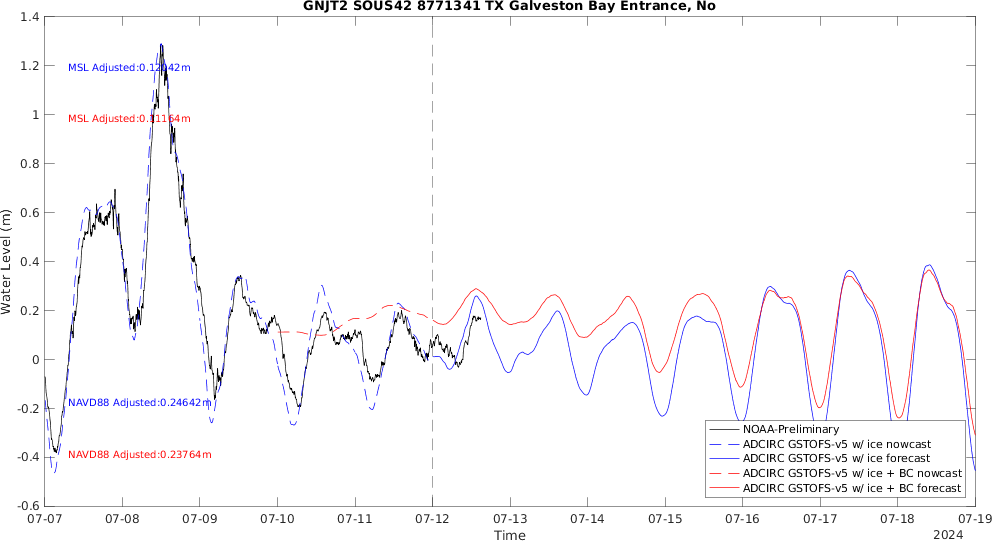 GNJT2 SOUS42 8771341 TX Galveston Bay Entrance, No
1.4
1.2
1
0.8
0.6
0.4
0.2
0
-0.2
-0.4
-0.6
Water Level (m)
MSL Adjusted:0.12042m
MSL Adjusted:0.11164m
NAVD88 Adjusted:0.24642m
NAVD88 Adjusted:0.23764m
NOAA-Preliminary
ADCIRC GSTOFS-v5 w/ ice nowcast
ADCIRC GSTOFS-v5 w/ ice forecast
ADCIRC GSTOFS-v5 w/ ice + BC nowcast
ADCIRC GSTOFS-v5 w/ ice + BC forecast
07-07 07-08 07-09 07-10 07-11 07-12 07-13 07-14 07-15 07-16 07-17 07-18 07-19
Time
2024